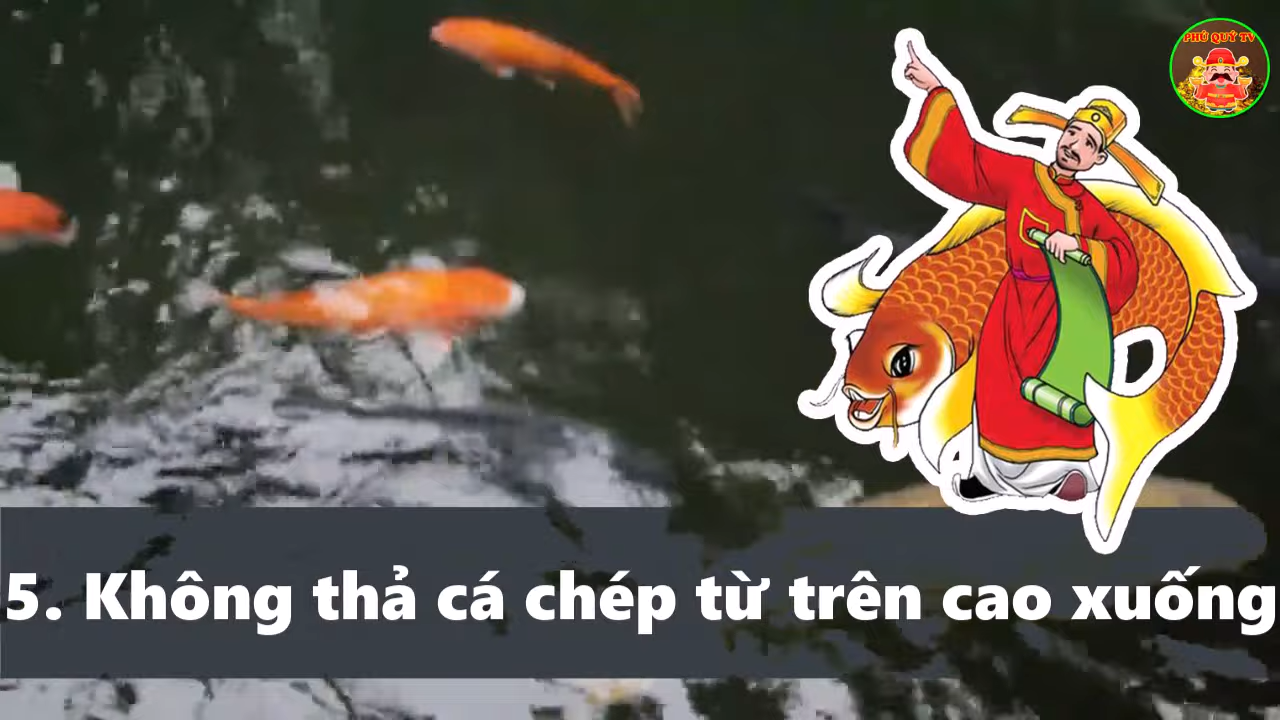 PHÚ QUÝ TV
5. Không thả cá chép từ trên cao xuống